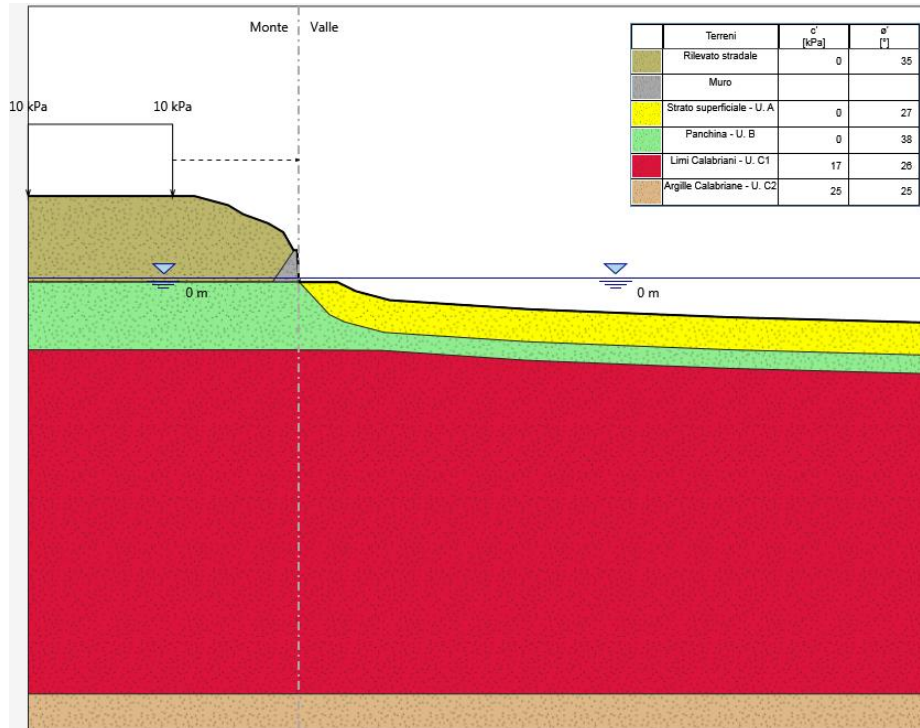 Monte Valle
Terreni c' [kPa] ø' [°]
Rilevato stradale 0 35
Muro
Strato superficiale - U. A 0 27
Panchina - U. B 0 38
Limi Calabriani - U. C1 17 26
Argille Calabriane - U. C2 25 25
10 kPa 10 kPa
0 m 0 m